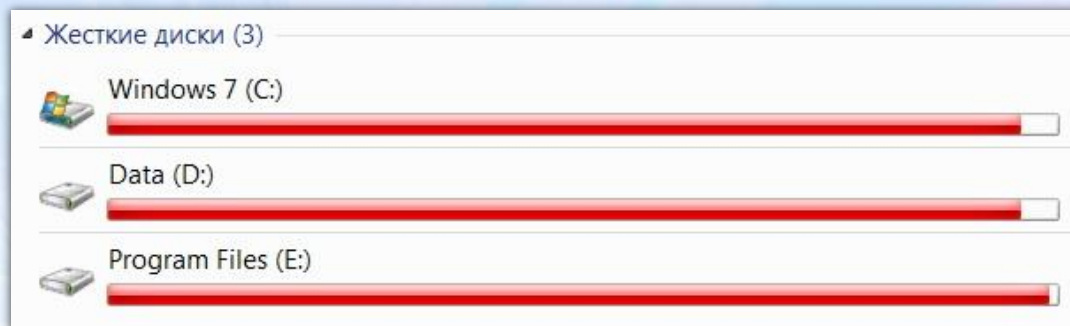 Жесткие диски (3)
Windows 7 (C:)
Data (D:)
Program Files (E:)